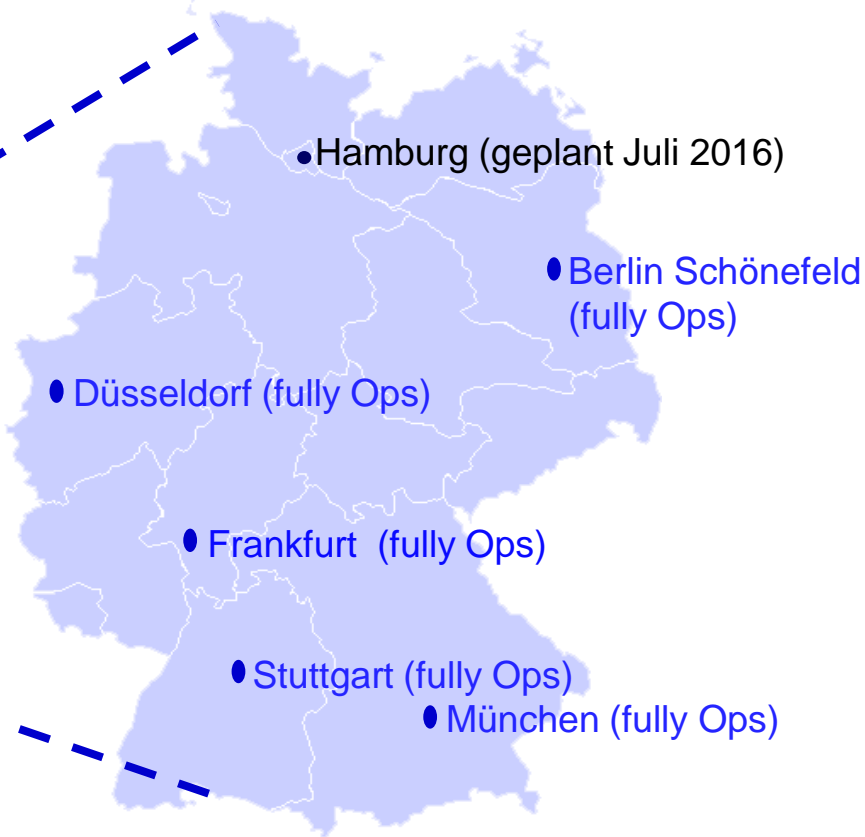 Hamburg (geplant Juli 2016)
Berlin Schönefeld
(fully Ops)
Düsseldorf (fully Ops)
Frankfurt (fully Ops)
Stuttgart (fully Ops)
München (fully Ops)